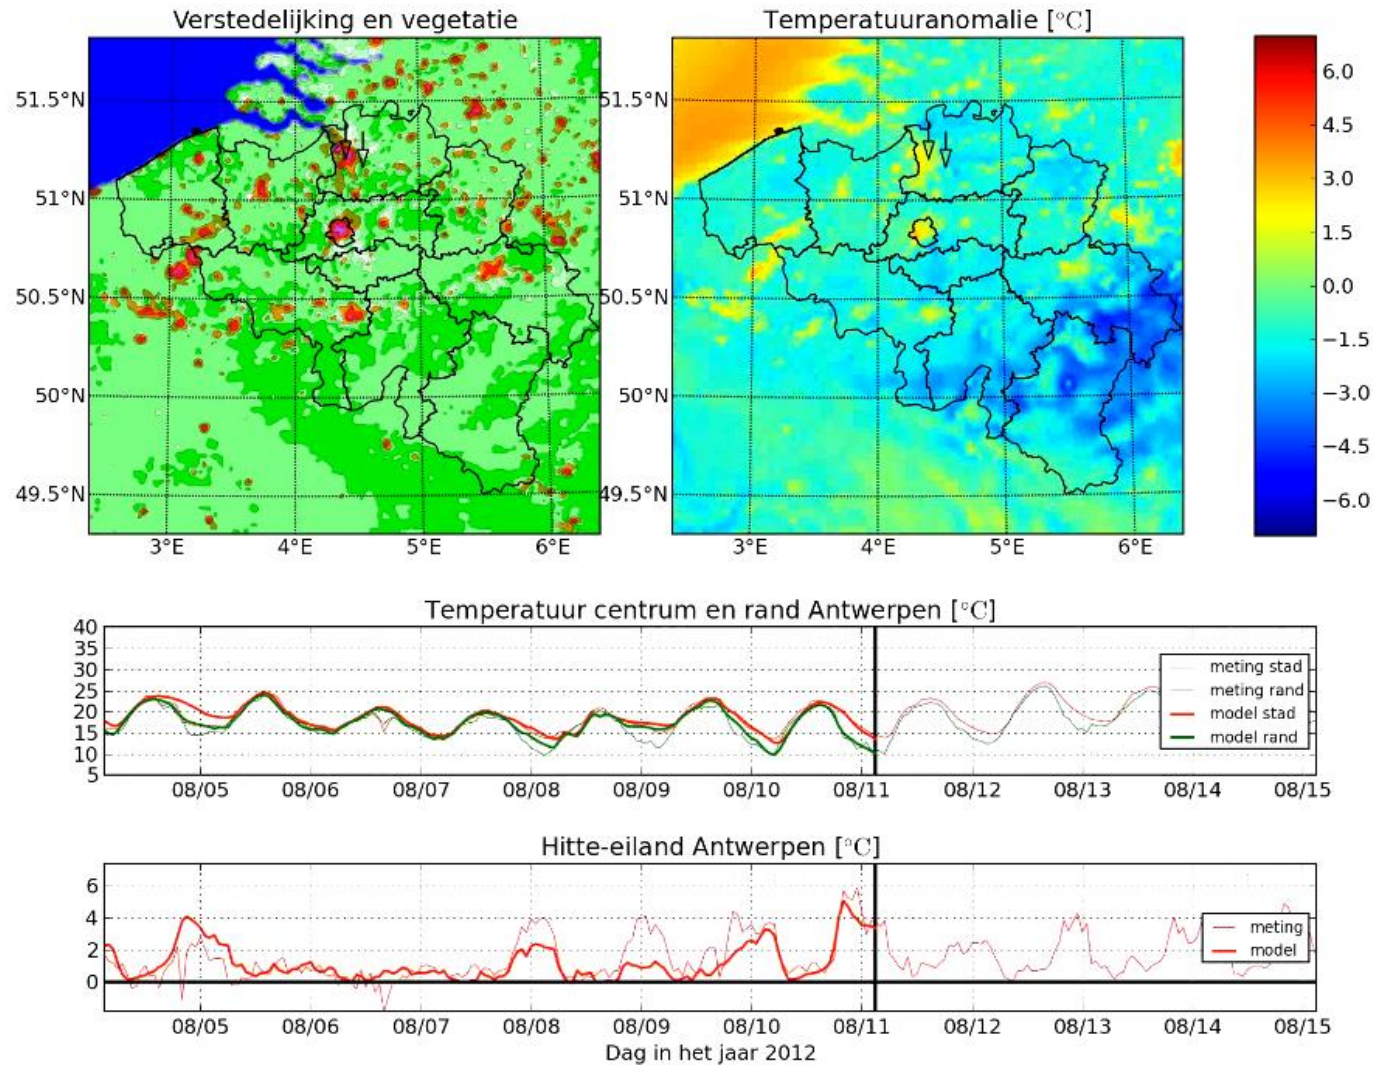 Verstedelijking en vegetatie
Temperatuuranomalie [°C]
51.5°N
51°N
50.5°N
50°N
49.5°N
3°E
4°E
5°E
6°E
51.5°N
51°N
50.5°N
50°N
49.5°N
3°E
4°E
5°E
6°E
6.0
4.5
3.0
1.5
0.0
−1.5
−3.0
−4.5
−6.0
Temperatuur centrum en rand Antwerpen [°C]
40
35
30
25
20
15
10
5
meting stad
meting rand
model stad
model rand
08/05 08/06 08/07 08/08 08/09 08/10 08/11 08/12 08/13 08/14 08/15
Hitte-eiland Antwerpen [°C]
6
4
2
0
meting
model
08/05 08/06 08/07 08/08 08/09 08/10 08/11 08/12 08/13 08/14 08/15
Dag in het jaar 2012